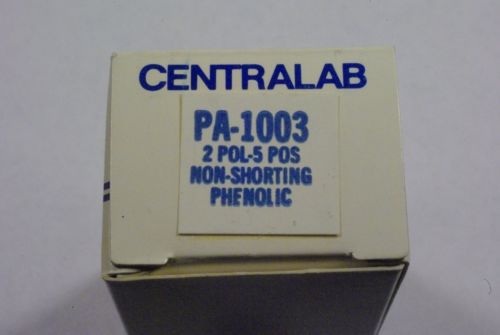 CENTRALAB
PA-1003
2 POL-5 POS
NON-SHORTING
PHENOLIC